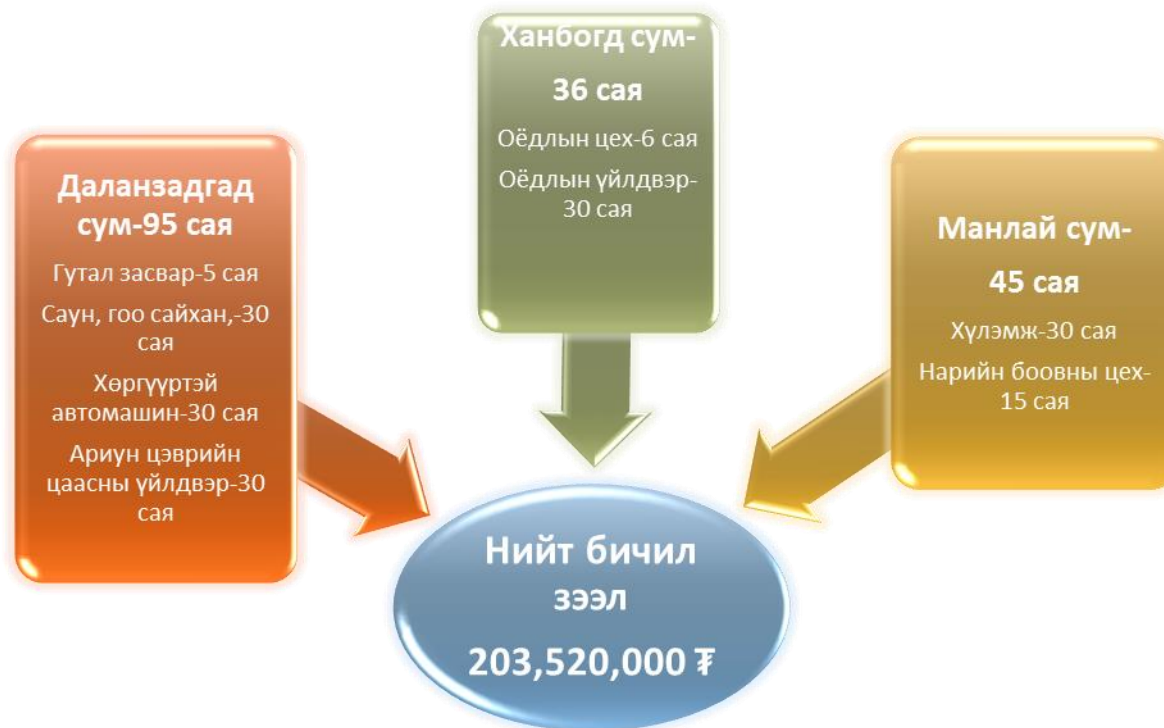 Даланзадгад
сум-95 сая
Гутал засвар-5 сая
Саун, гоо сайхан,-30
сая
Хөргүүртэй
автомашин-30 сая
Ариун цэврийн
цаасны үйлдвэр-30
сая
Ханбогд сум-
36 сая
Оёдлын цех-6 сая
Оёдлын үйлдвэр-
30 сая
Манлай сум-
45 сая
Хүлэмж-30 сая
Нарийн боовны цех-
15 сая
Нийт бичил
зээл
203,520,000 ₮